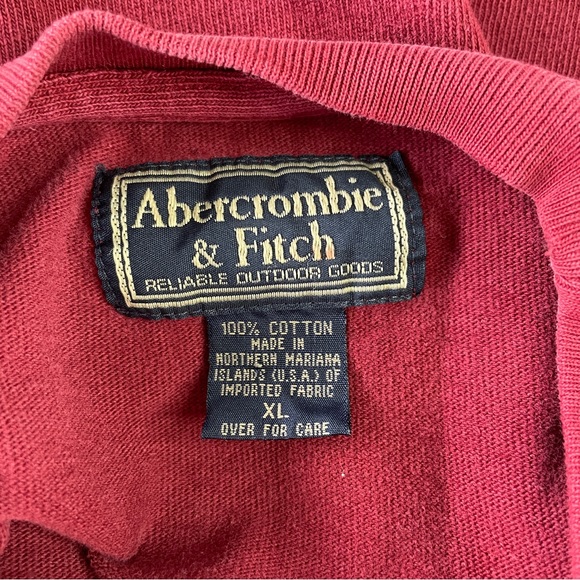 Abercrombie
& Fitch
RELIABLE OUTDOOR GOODS
100% COTTON
MADE IN
NORTHERN MARIANA
ISLANDS (U.S.A.) OF
IMPORTED FABRIC
XL
OVER FOR CARE